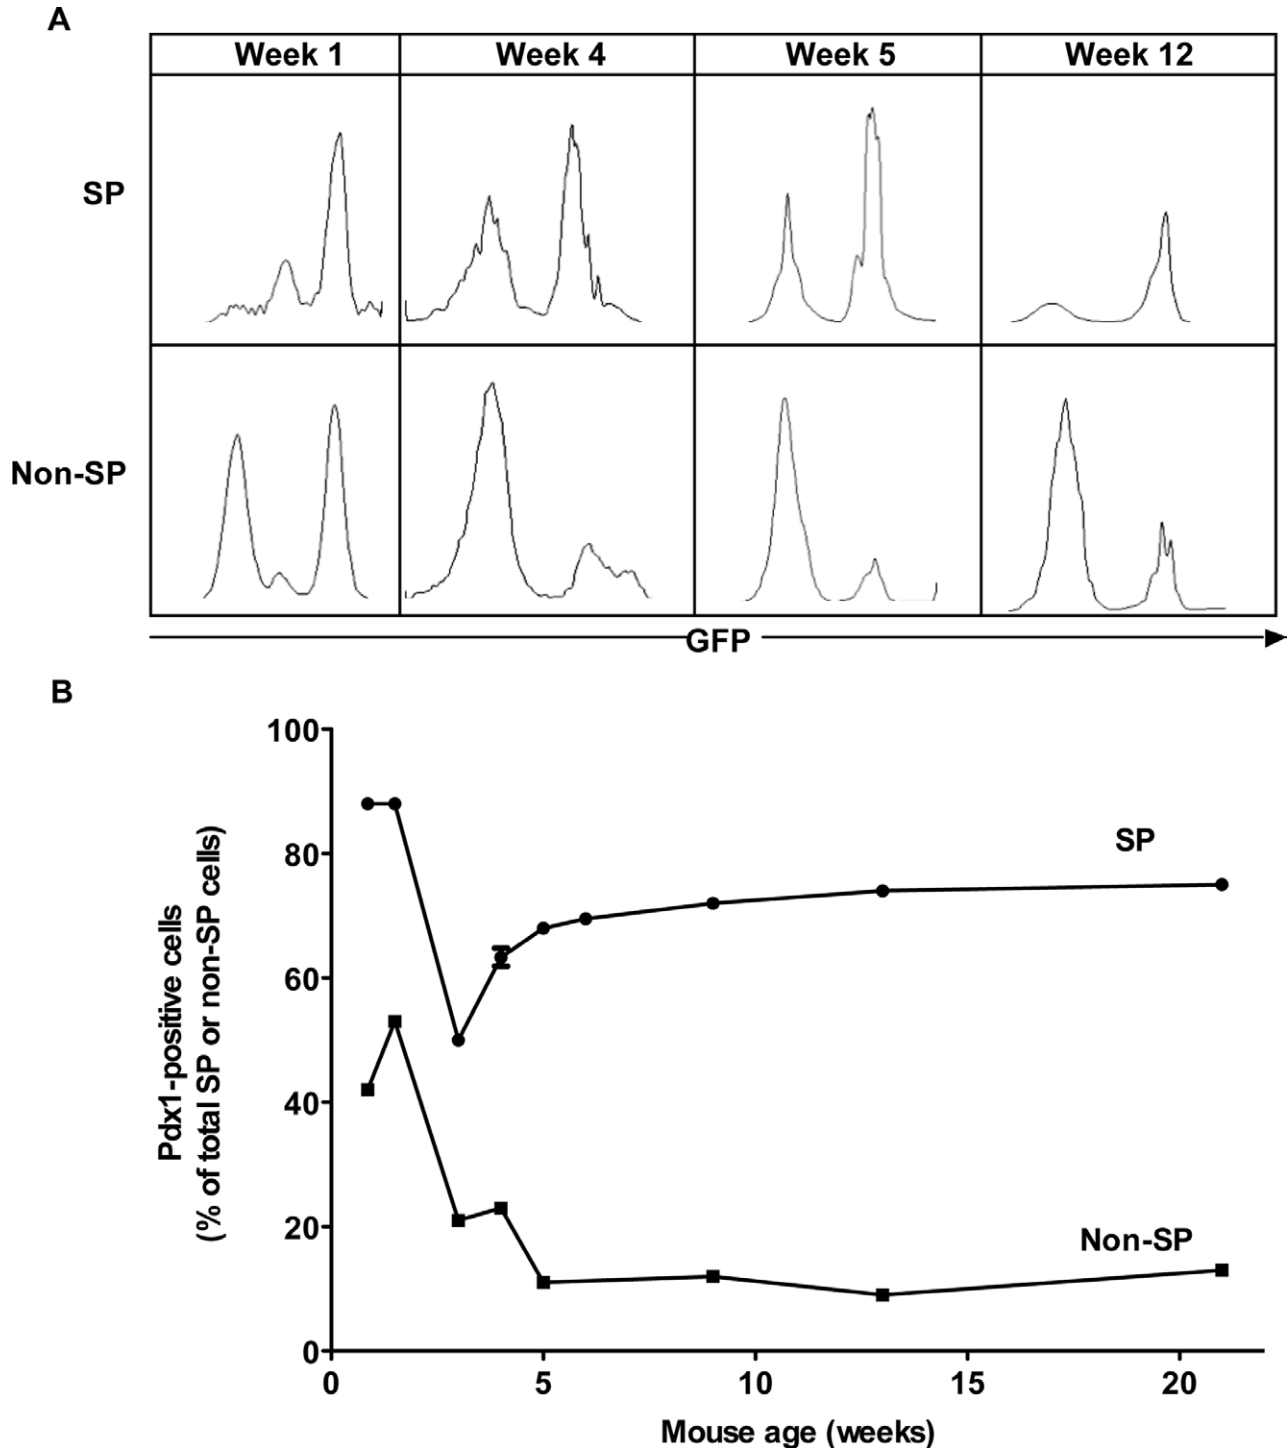 A
Week 1 Week 4 Week 5 Week 12
SP
Non-SP
GFP
B
100
80
60
40
20
0
Pdx1-positive cells
(% of total SP or non-SP cells)
SP
Non-SP
0 5 10 15 20
Mouse age (weeks)